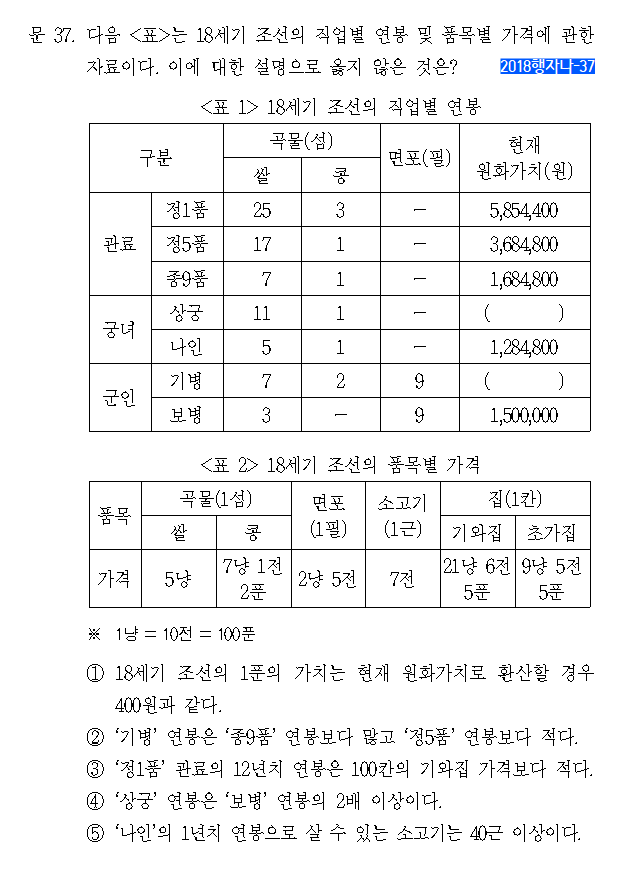 문 37. 다음 <표>는 18세기 조선의 직업별 연봉 및 품목별 가격에 관한
자료이다. 이에 대한 설명으로 옳지 않은 것은? 2018행자나-37
<표 1> 18세기 조선의 직업별 연봉
구분 곡물(섬) 면포(필) 현재 원화가치(원)
쌀 콩
관료 정1품 25 3 - 5,854,400
정5품 17 1 - 3,684,800
종9품 7 1 - 1,684,800
궁녀 상궁 11 1 - ( )
나인 5 1 - 1,284,800
군인 기병 7 2 9 ( )
보병 3 - 9 1,500,000
<표 2> 18세기 조선의 품목별 가격
품목 곡물(1섬) 면포(1필) 소고기(1근) 집(1칸)
쌀 콩 기와집 초가집
가격 5냥 7냥 1전 2푼 2냥 5전 7전 21냥 6전 5푼 9냥 5전 5푼
※ 1냥 = 10전 = 100푼
① 18세기 조선의 1푼의 가치는 현재 원화가치로 환산할 경우
400원과 같다.
② ‘기병’ 연봉은 ‘종9품’ 연봉보다 많고 ‘정5품’ 연봉보다 적다.
③ ‘정1품’ 관료의 12년치 연봉은 100칸의 기와집 가격보다 적다.
④ ‘상궁’ 연봉은 ‘보병’ 연봉의 2배 이상이다.
⑤ ‘나인’의 1년치 연봉으로 살 수 있는 소고기는 40근 이상이다.